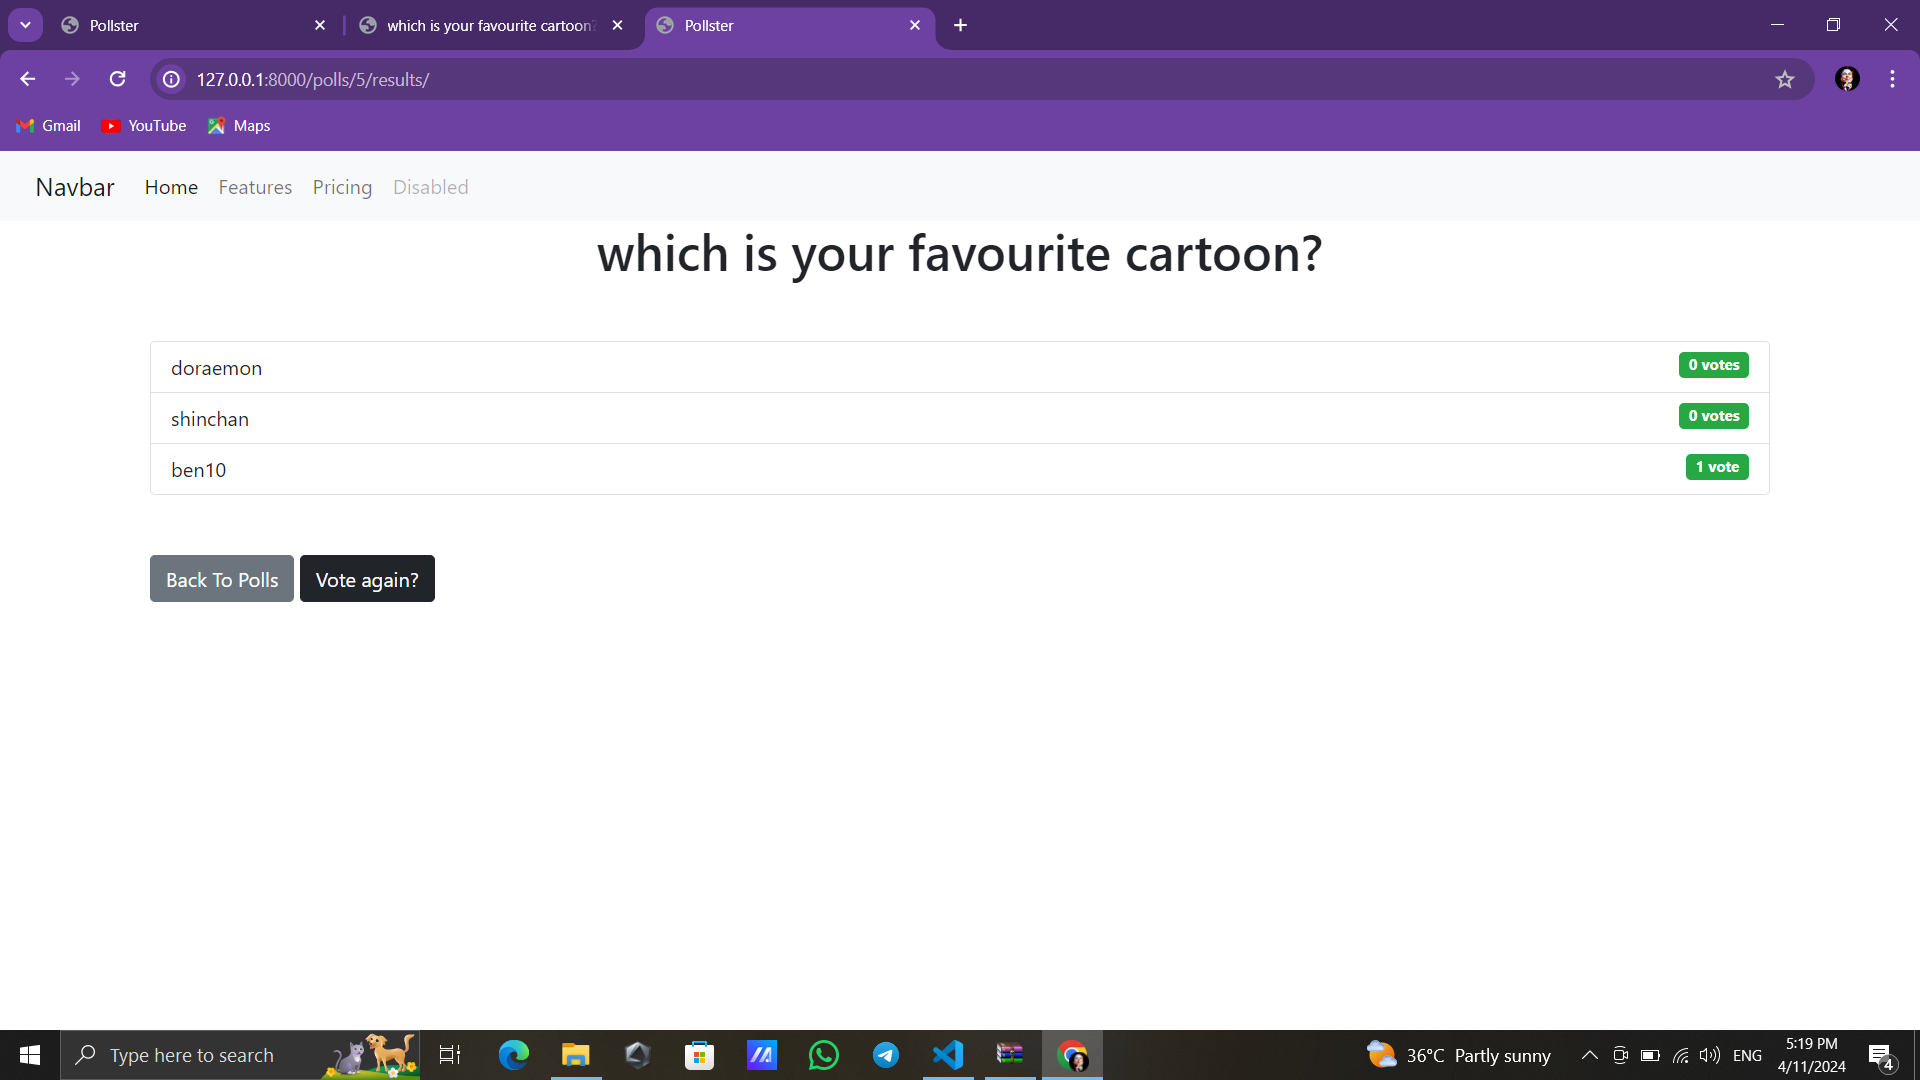 Pollster
which is your favourite cartoon?
Pollster
127.0.0.1:8000/polls/5/results/
Gmail
YouTube
Maps
Navbar
Home
Features
Pricing
Disabled
which is your favourite cartoon?
doraemon
0 votes
shinchan
0 votes
ben10
1 vote
Back To Polls
Vote again?
Type here to search
36°C Partly sunny
ENG
5:19 PM
4/11/2024
4